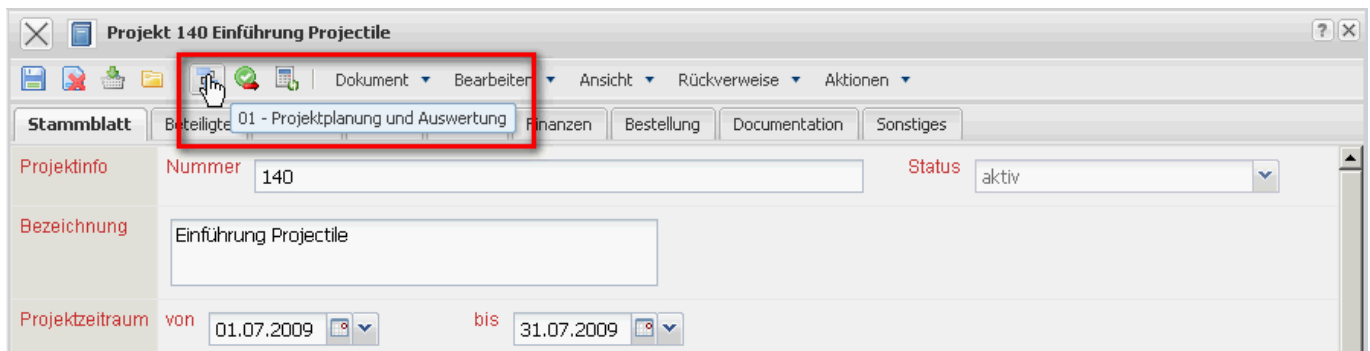 Projekt 140 Einführung Projectile
Dokument Bearbeiten Ansicht Rückverweise Aktionen
01 - Projektplanung und Auswertung
Stammblatt Finanzen Bestellung Documentation Sonstiges
Projektinfo Nummer 140 Status aktiv
Bezeichnung Einführung Projectile
Projektzeitraum von 01.07.2009 bis 31.07.2009